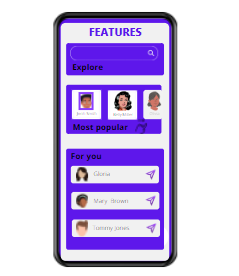 FEATURES
Explore
Most popular
For you
Gloria
Mary Brown
Tommy Jones